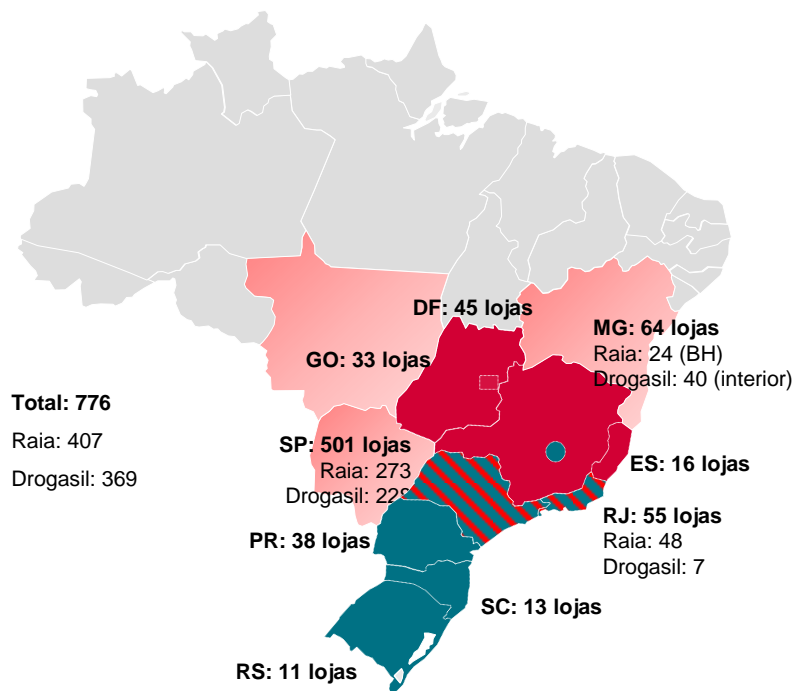 DF: 45 lojas
MG: 64 lojas
Raia: 24 (BH)
Drogasil: 40 (interior)
GO: 33 lojas
Total: 776
Raia: 407
Drogasil: 369
SP: 501 lojas
Raia: 273
Drogasil: 228
ES: 16 lojas
RJ: 55 lojas
Raia: 48
Drogasil: 7
PR: 38 lojas
SC: 13 lojas
RS: 11 lojas